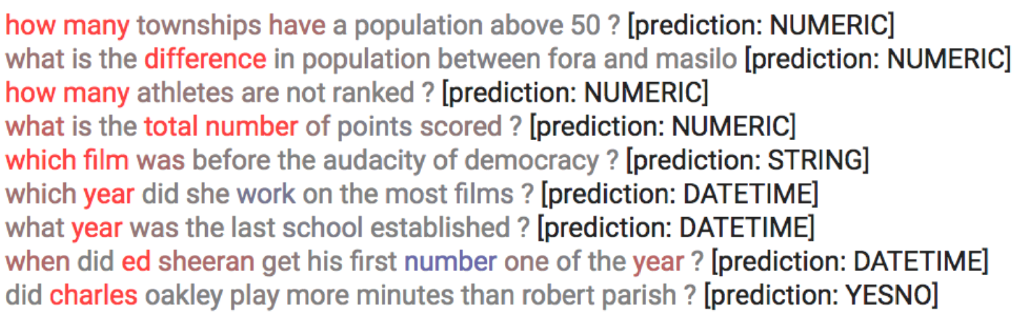 how many townships have a population above 50 ? [prediction: NUMERIC]
what is the difference in population between fora and masilo [prediction: NUMERIC]
how many athletes are not ranked ? [prediction: NUMERIC]
what is the total number of points scored ? [prediction: NUMERIC]
which film was before the audacity of democracy ? [prediction: STRING]
which year did she work on the most films ? [prediction: DATETIME]
what year was the last school established ? [prediction: DATETIME]
when did ed sheeran get his first number one of the year ? [prediction: DATETIME]
did charles oakley play more minutes than robert parish ? [prediction: YESNO]